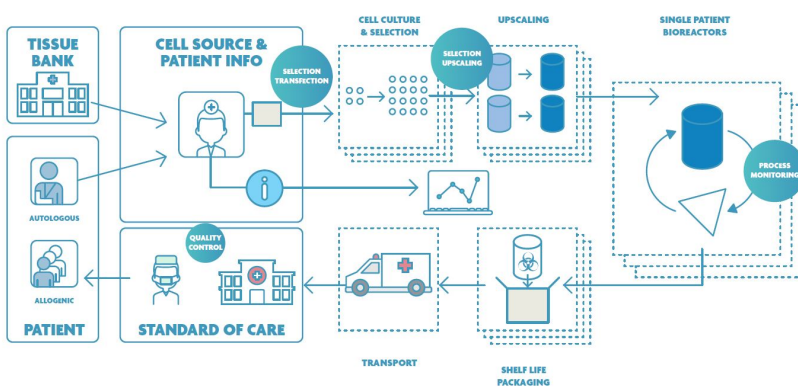 CELL CULTURE
& SELECTION
UPSCALING
SINGLE PATIENT
BIOREACTORS
TISSUE
BANK
CELL SOURCE &
PATIENT INFO
SELECTION
TRANSFECTION
SELECTION
UPSCALING
PROCESS
MONITORING
i
AUTOLOGOUS
ALLOGENIC
PATIENT
QUALITY
CONTROL
STANDARD OF CARE
TRANSPORT
SHELF LIFE
PACKAGING